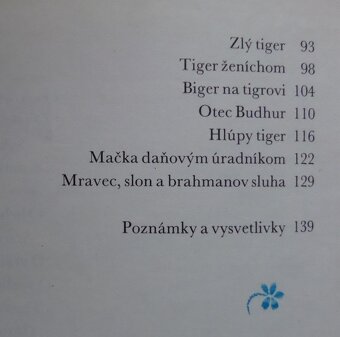 Zlý tiger 93
Tiger ženíchom 98
Biger na tigrovi 104
Otec Budhur 110
Hlúpy tiger 116
Mačka daňovým úradníkom 122
Mravec, slon a brahmanov sluha 129
Poznámky a vysvetlivky 139